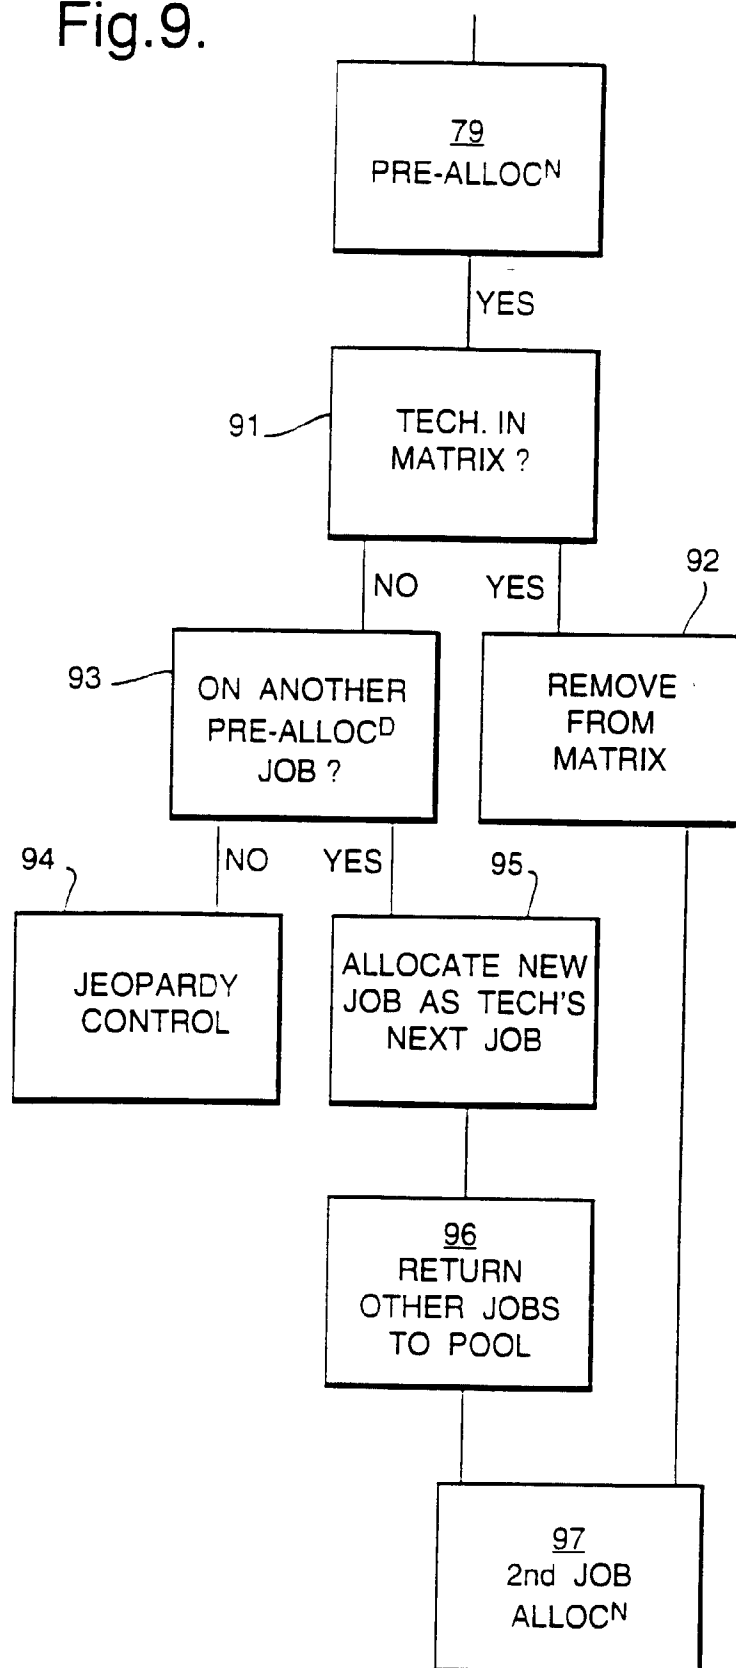 Fig.9.
79
PRE-ALLOCᴺ
YES
91
TECH. IN
MATRIX ?
NO
YES
92
93
ON ANOTHER
PRE-ALLOCᴰ
JOB ?
REMOVE
FROM
MATRIX
94
NO
YES
95
JEOPARDY
CONTROL
ALLOCATE NEW
JOB AS TECH'S
NEXT JOB
96
RETURN
OTHER JOBS
TO POOL
97
2nd JOB
ALLOCᴺ